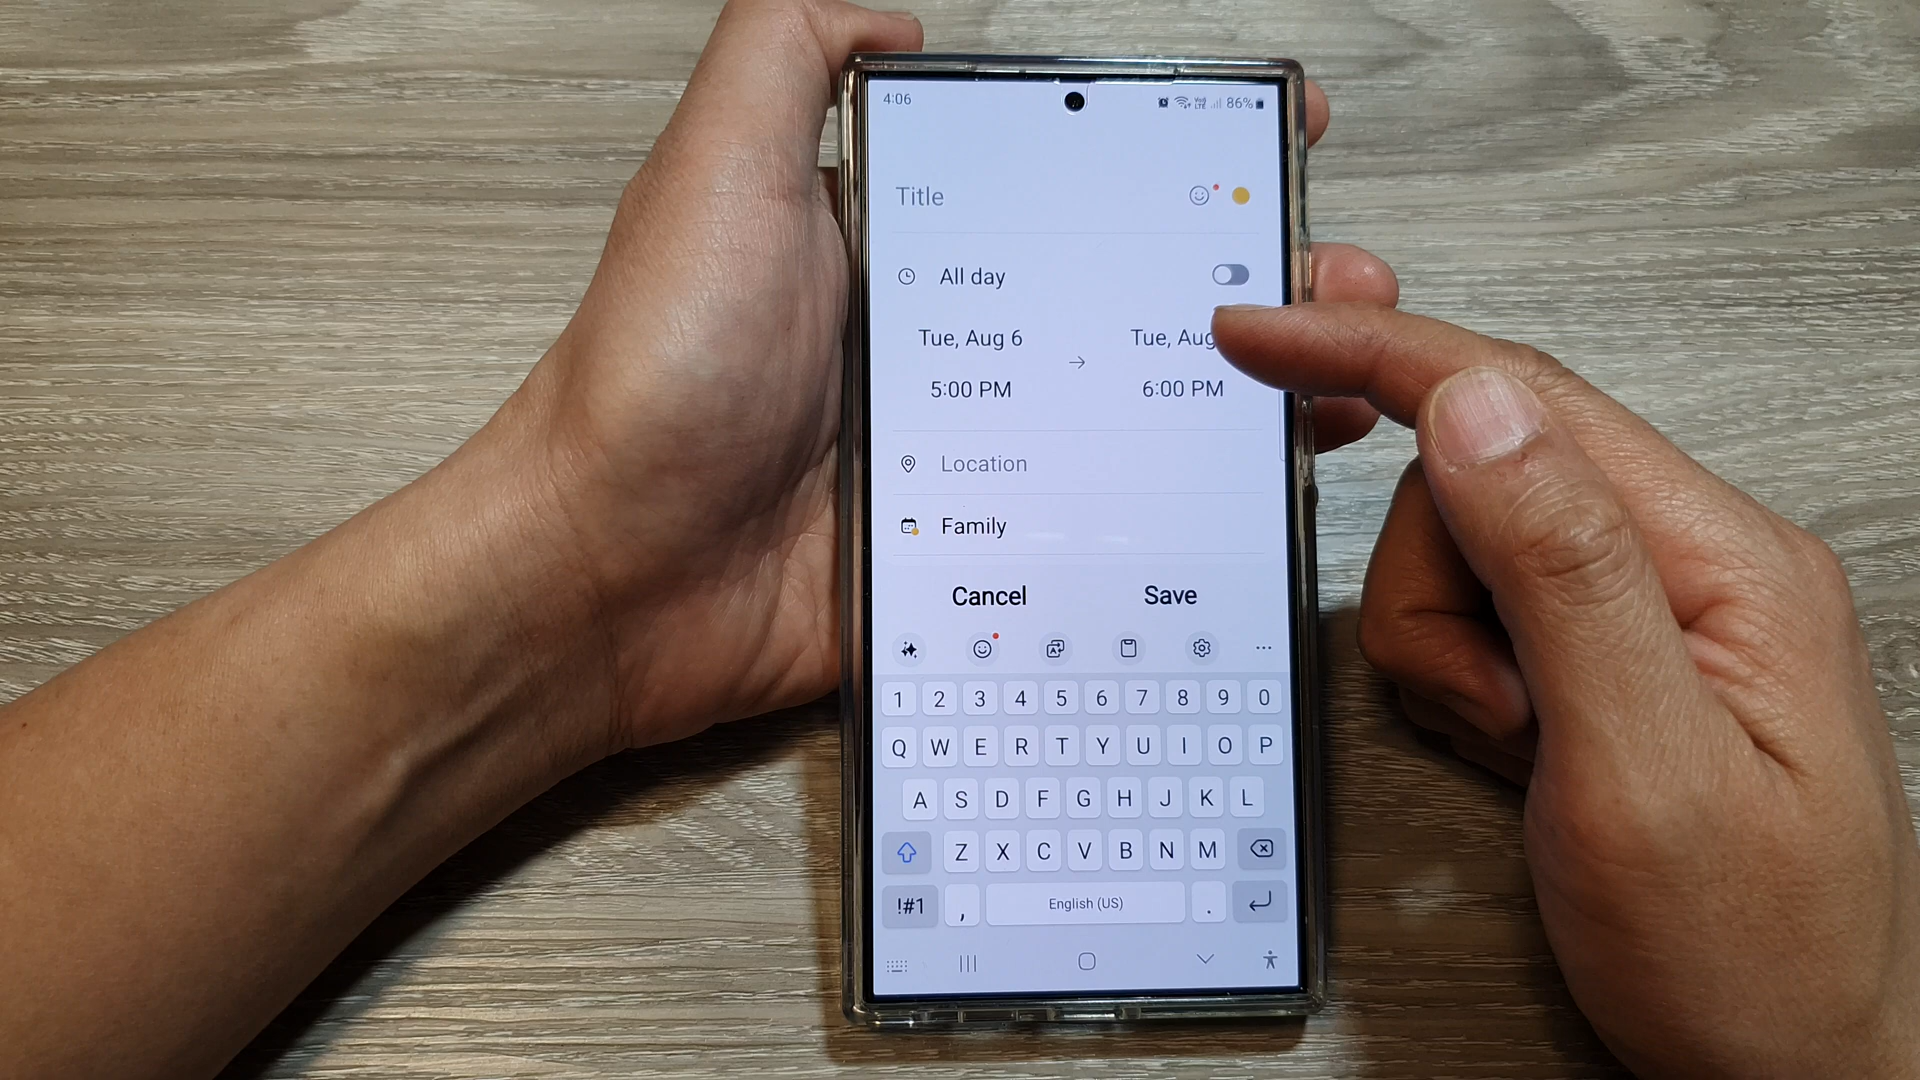 4:06
86%
Title
All day
Tue, Aug 6
Tue, Aug
5:00 PM
6:00 PM
Location
Family
Cancel
Save
1 2 3 4 5 6 7 8 9 0
Q W E R T Y U I O P
A S D F G H J K L
Z X C V B N M
!#1 , English (US) .